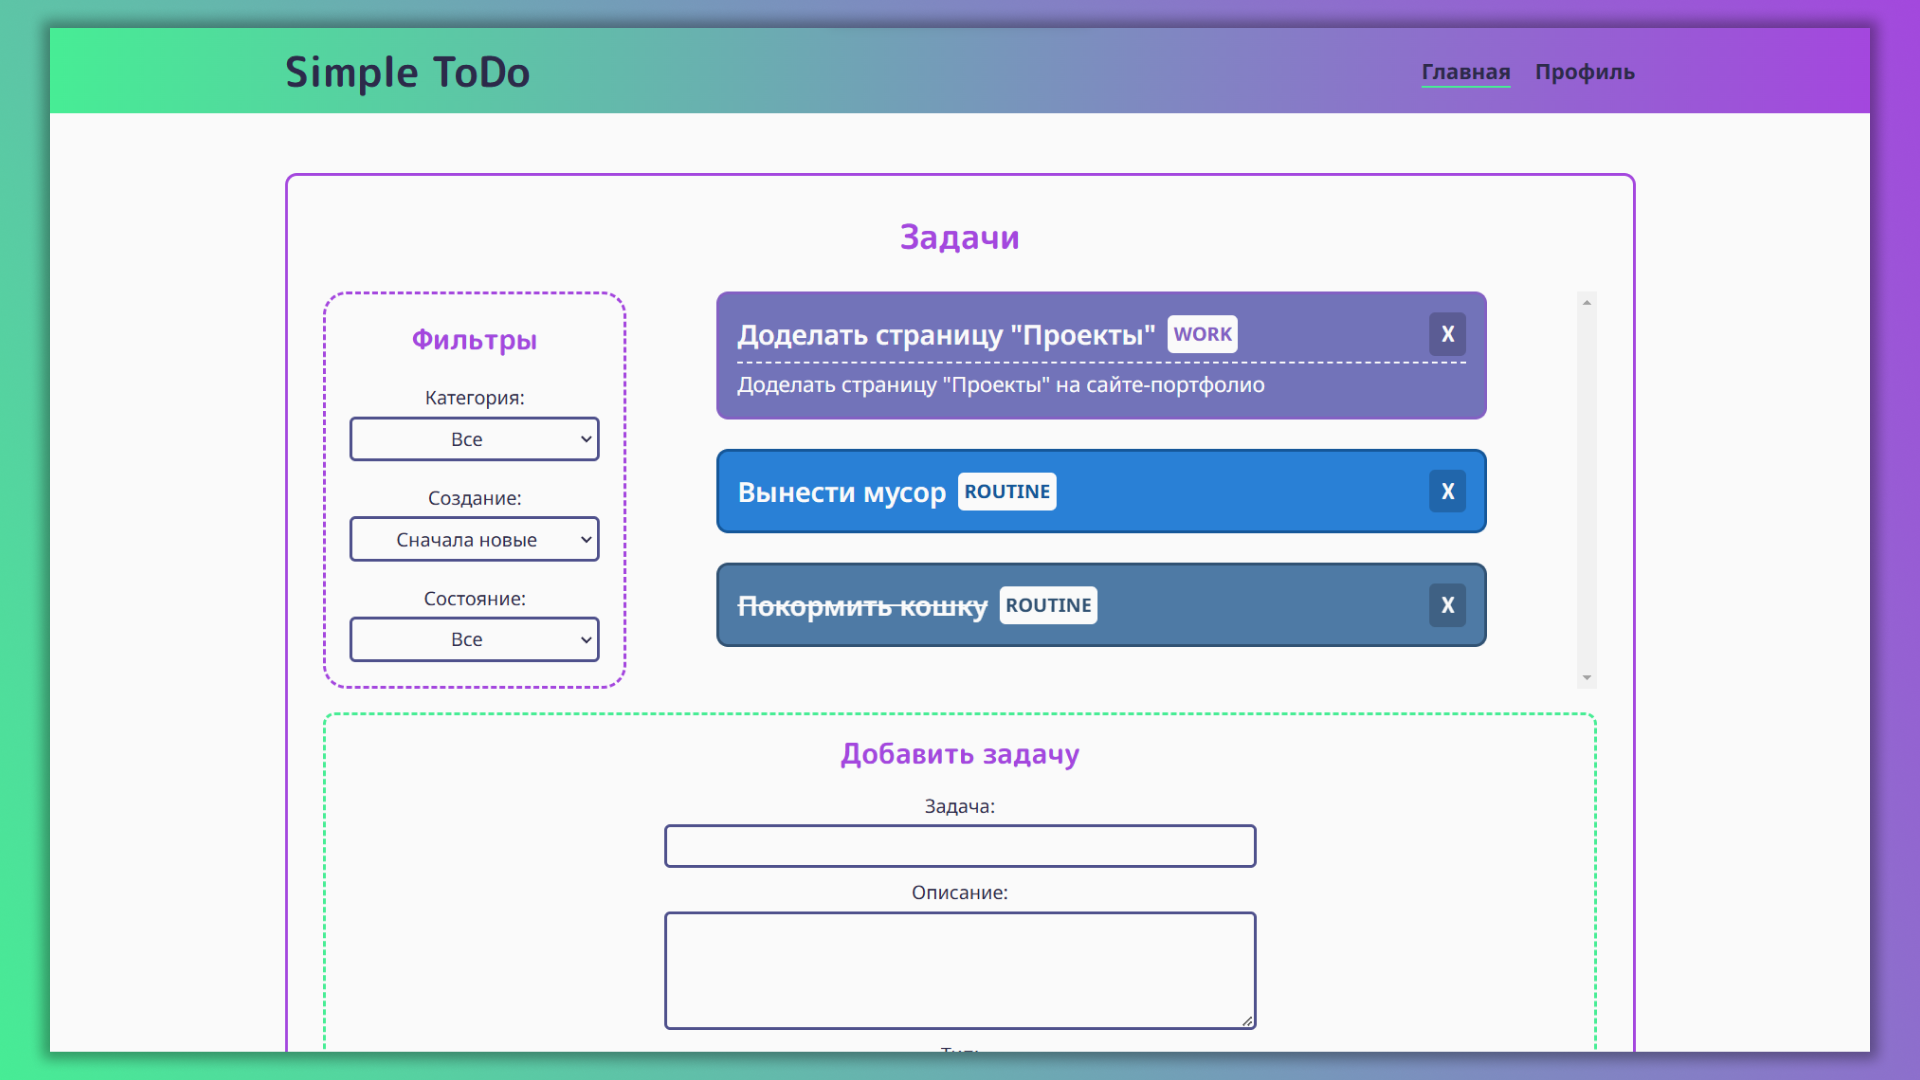 Simple ToDo
Главная Профиль
Задачи
Фильтры
Категория:
Все
Создание:
Сначала новые
Состояние:
Все
Доделать страницу "Проекты" WORK X
Доделать страницу "Проекты" на сайте-портфолио
Вынести мусор ROUTINE X
Покормить кошку ROUTINE X
Добавить задачу
Задача:
Описание: